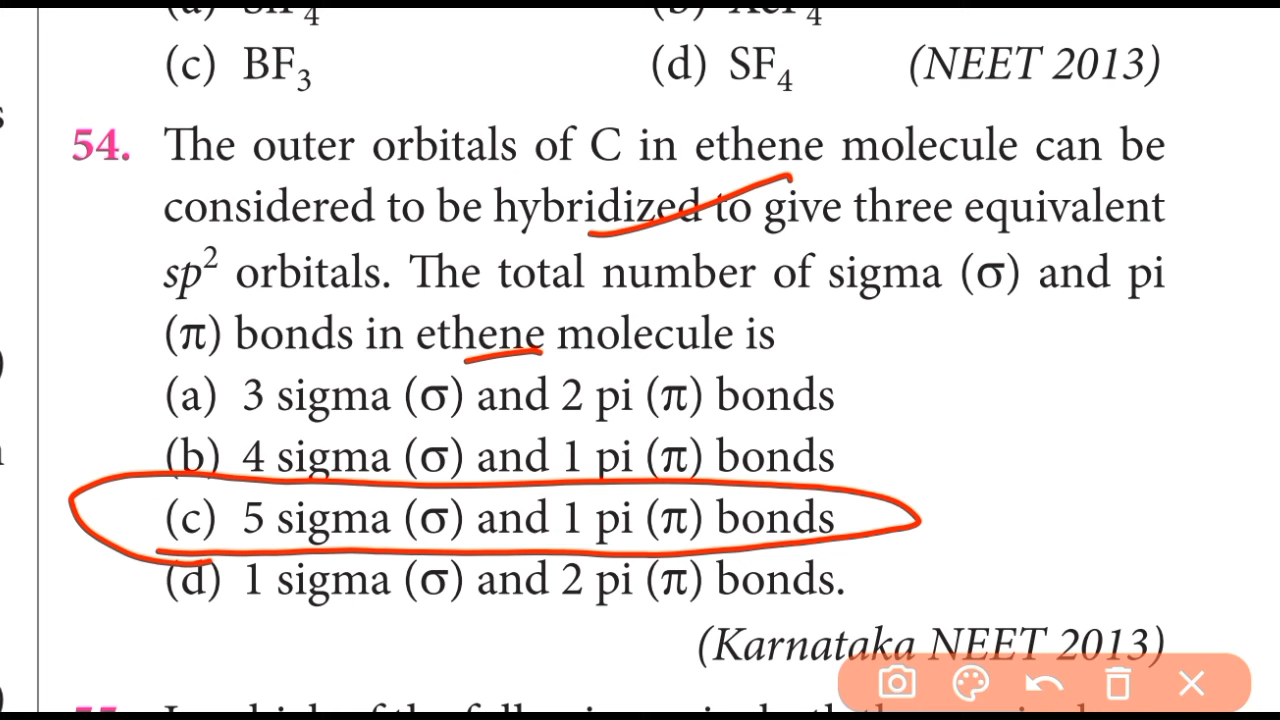 (c) BF₃ (d) SF₄ (NEET 2013)
54. The outer orbitals of C in ethene molecule can be
considered to be hybridized to give three equivalent
sp² orbitals. The total number of sigma (σ) and pi
(π) bonds in ethene molecule is
(a) 3 sigma (σ) and 2 pi (π) bonds
(b) 4 sigma (σ) and 1 pi (π) bonds
(c) 5 sigma (σ) and 1 pi (π) bonds
(d) 1 sigma (σ) and 2 pi (π) bonds.
(Karnataka NEET 2013)